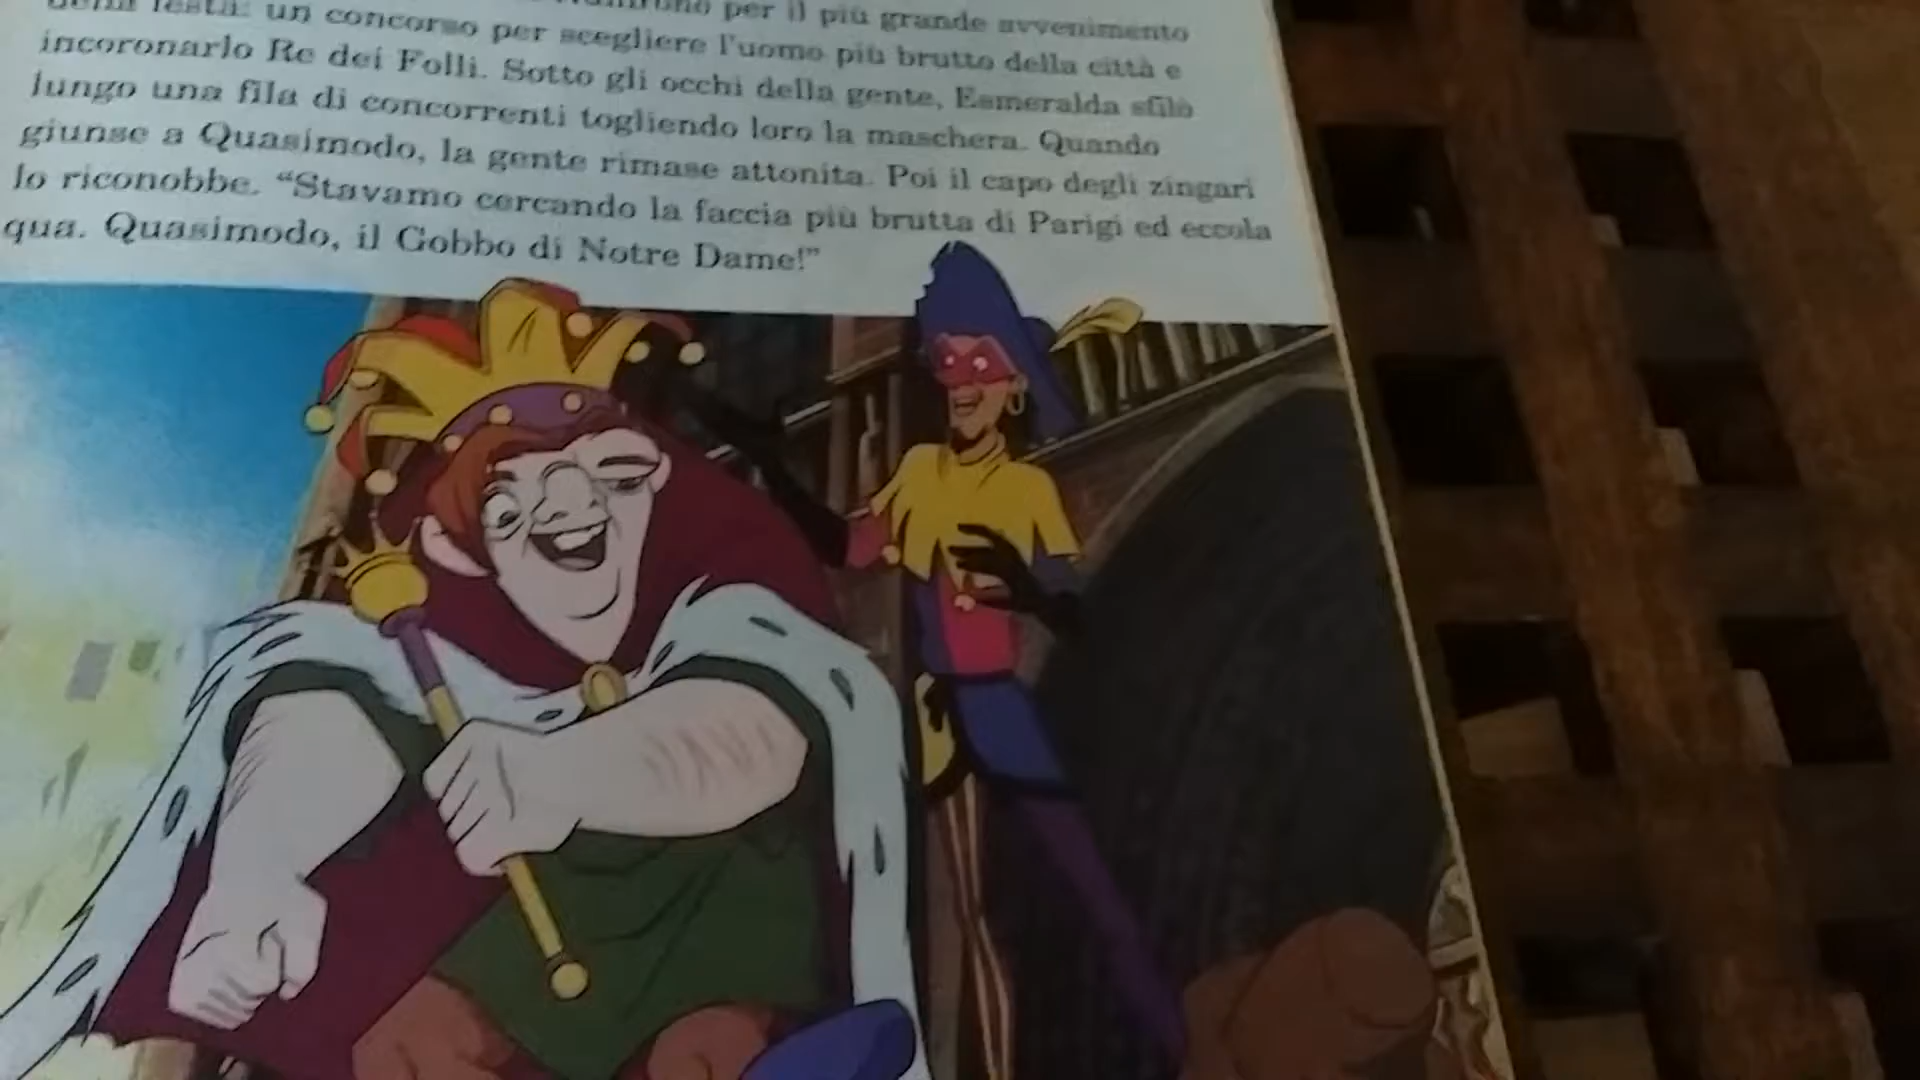 della festa: un concorso per scegliere l'uomo più brutto della città e
per il più grande avvenimento
incoronarlo Re dei Folli. Sotto gli occhi della gente, Esmeralda sfilò
lungo una fila di concorrenti togliendo loro la maschera. Quando
giunse a Quasimodo, la gente rimase attonita. Poi il capo degli zingari
lo riconobbe. “Stavamo cercando la faccia più brutta di Parigi ed eccola
qua. Quasimodo, il Gobbo di Notre Dame!”